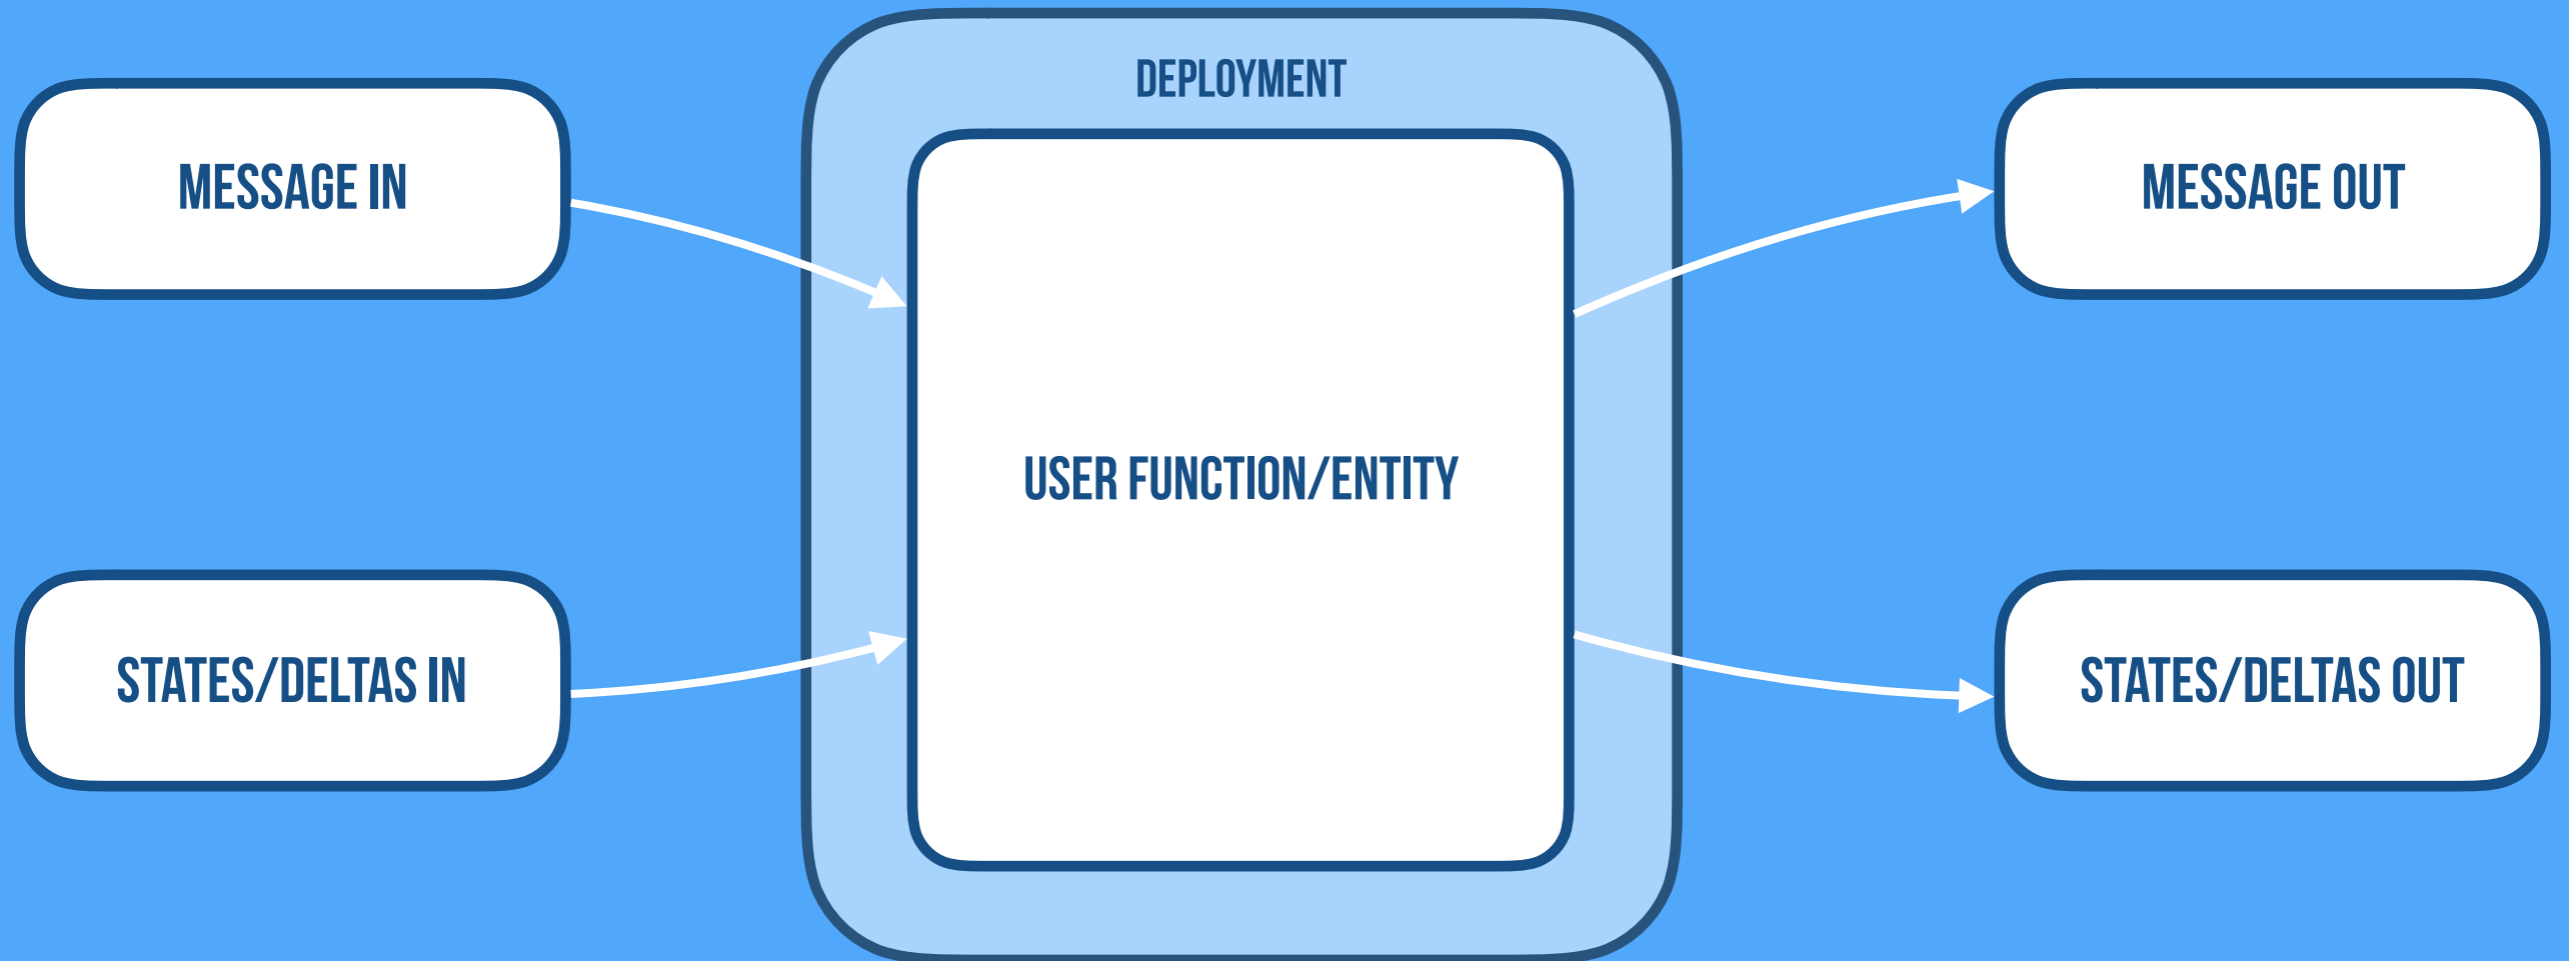 DEPLOYMENT
MESSAGE IN
MESSAGE OUT
USER FUNCTION/ENTITY
STATES/DELTAS IN
STATES/DELTAS OUT